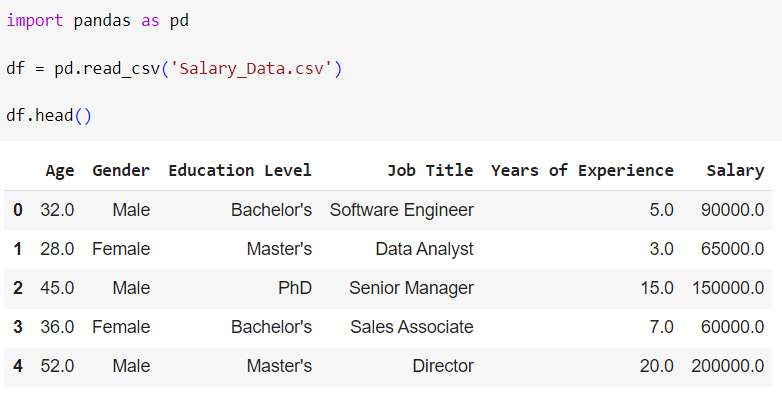 import pandas as pd
df = pd.read_csv('Salary_Data.csv')
df.head()
Age Gender Education Level Job Title Years of Experience Salary
0 32.0 Male Bachelor's Software Engineer 5.0 90000.0
1 28.0 Female Master's Data Analyst 3.0 65000.0
2 45.0 Male PhD Senior Manager 15.0 150000.0
3 36.0 Female Bachelor's Sales Associate 7.0 60000.0
4 52.0 Male Master's Director 20.0 200000.0